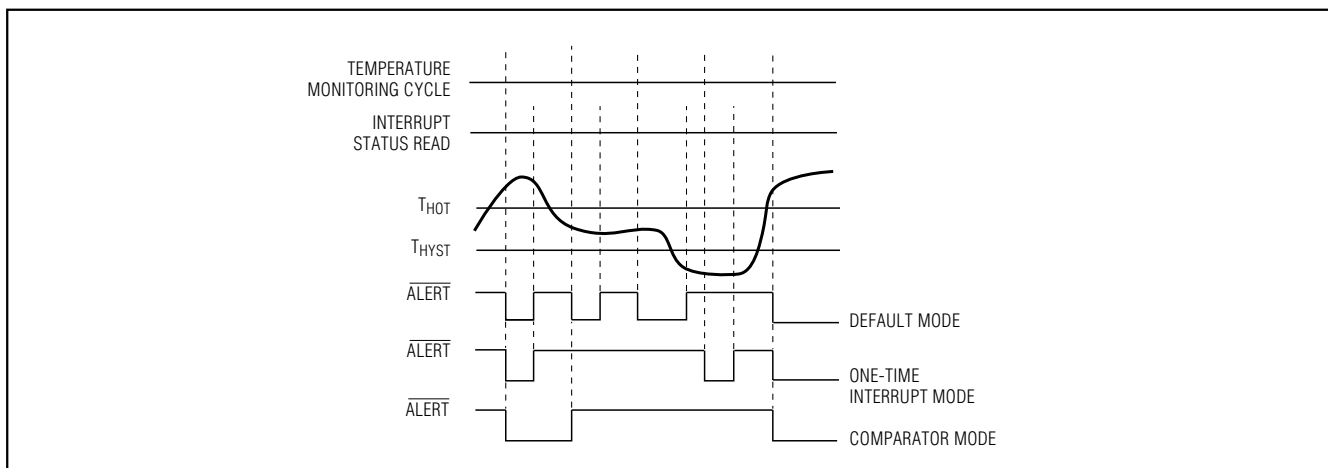 TEMPERATURE
MONITORING CYCLE
INTERRUPT
STATUS READ
THOT
THYST
ALERT
DEFAULT MODE
ALERT
ONE-TIME
INTERRUPT MODE
ALERT
COMPARATOR MODE